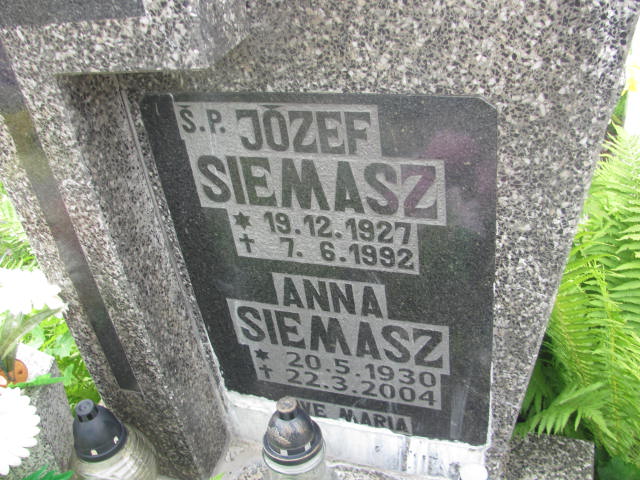 Ś.P. JÓZEF
SIEMASZ
* 19.12.1927
† 7.6.1992
ANNA
SIEMASZ
* 20.5.1930
† 22.3.2004
MARIA